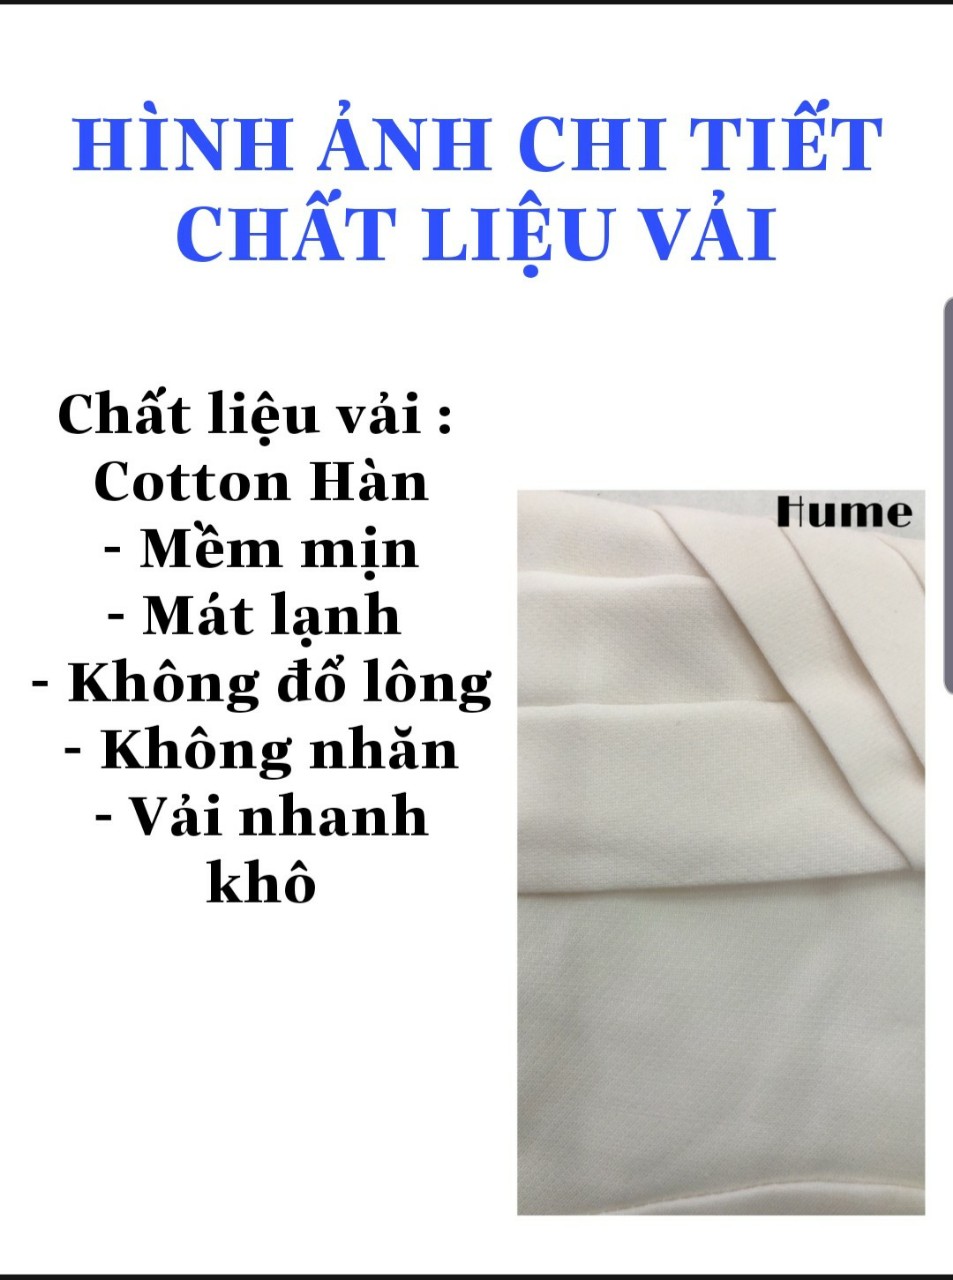 HÌNH ẢNH CHI TIẾT
CHẤT LIỆU VẢI
Chất liệu vải :
Cotton Hàn
- Mềm mịn
- Mát lạnh
- Không đổ lông
- Không nhăn
- Vải nhanh
khô
Hume